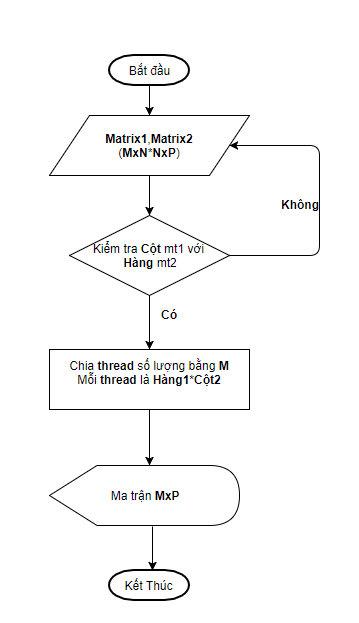 Bắt đầu
Matrix1,Matrix2
(MxN*NxP)
Không
Kiểm tra Cột mt1 với
Hàng mt2
Có
Chia thread số lượng bằng M
Mỗi thread là Hàng1*Cột2
Ma trận MxP
Kết Thúc